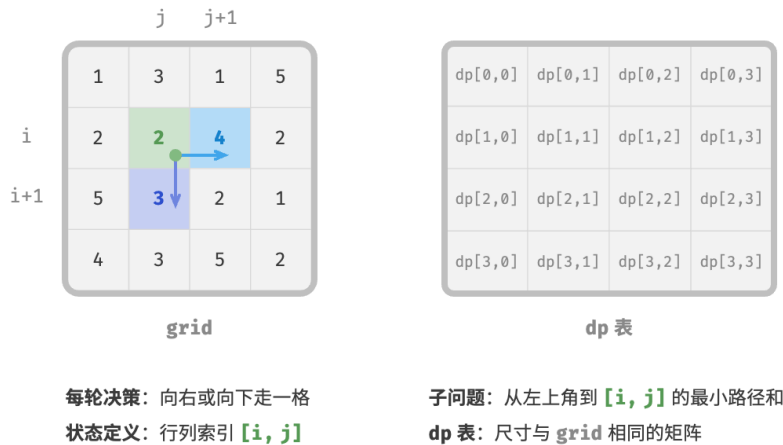 j j+1
1 3 1 5
i 2 2 4 2
i+1 5 3 2 1
4 3 5 2
grid
dp[0,0] dp[0,1] dp[0,2] dp[0,3]
dp[1,0] dp[1,1] dp[1,2] dp[1,3]
dp[2,0] dp[2,1] dp[2,2] dp[2,3]
dp[3,0] dp[3,1] dp[3,2] dp[3,3]
dp 表
每轮决策：向右或向下走一格
状态定义：行列索引 [i, j]
子问题：从左上角到 [i, j] 的最小路径和
dp 表：尺寸与 grid 相同的矩阵